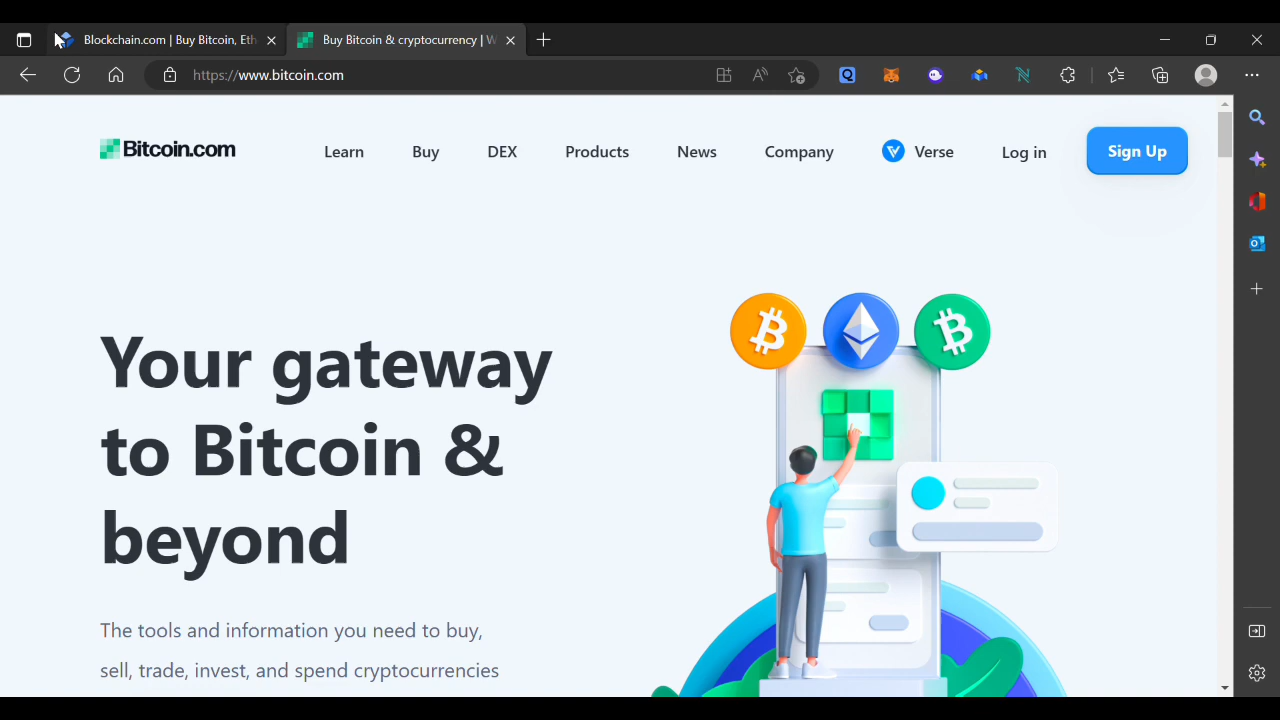 Blockchain.com | Buy Bitcoin, Eth
Buy Bitcoin & cryptocurrency | W
https://www.bitcoin.com
Bitcoin.com
Learn
Buy
DEX
Products
News
Company
Verse
Log in
Sign Up
Your gateway
to Bitcoin &
beyond
The tools and information you need to buy,
sell, trade, invest, and spend cryptocurrencies